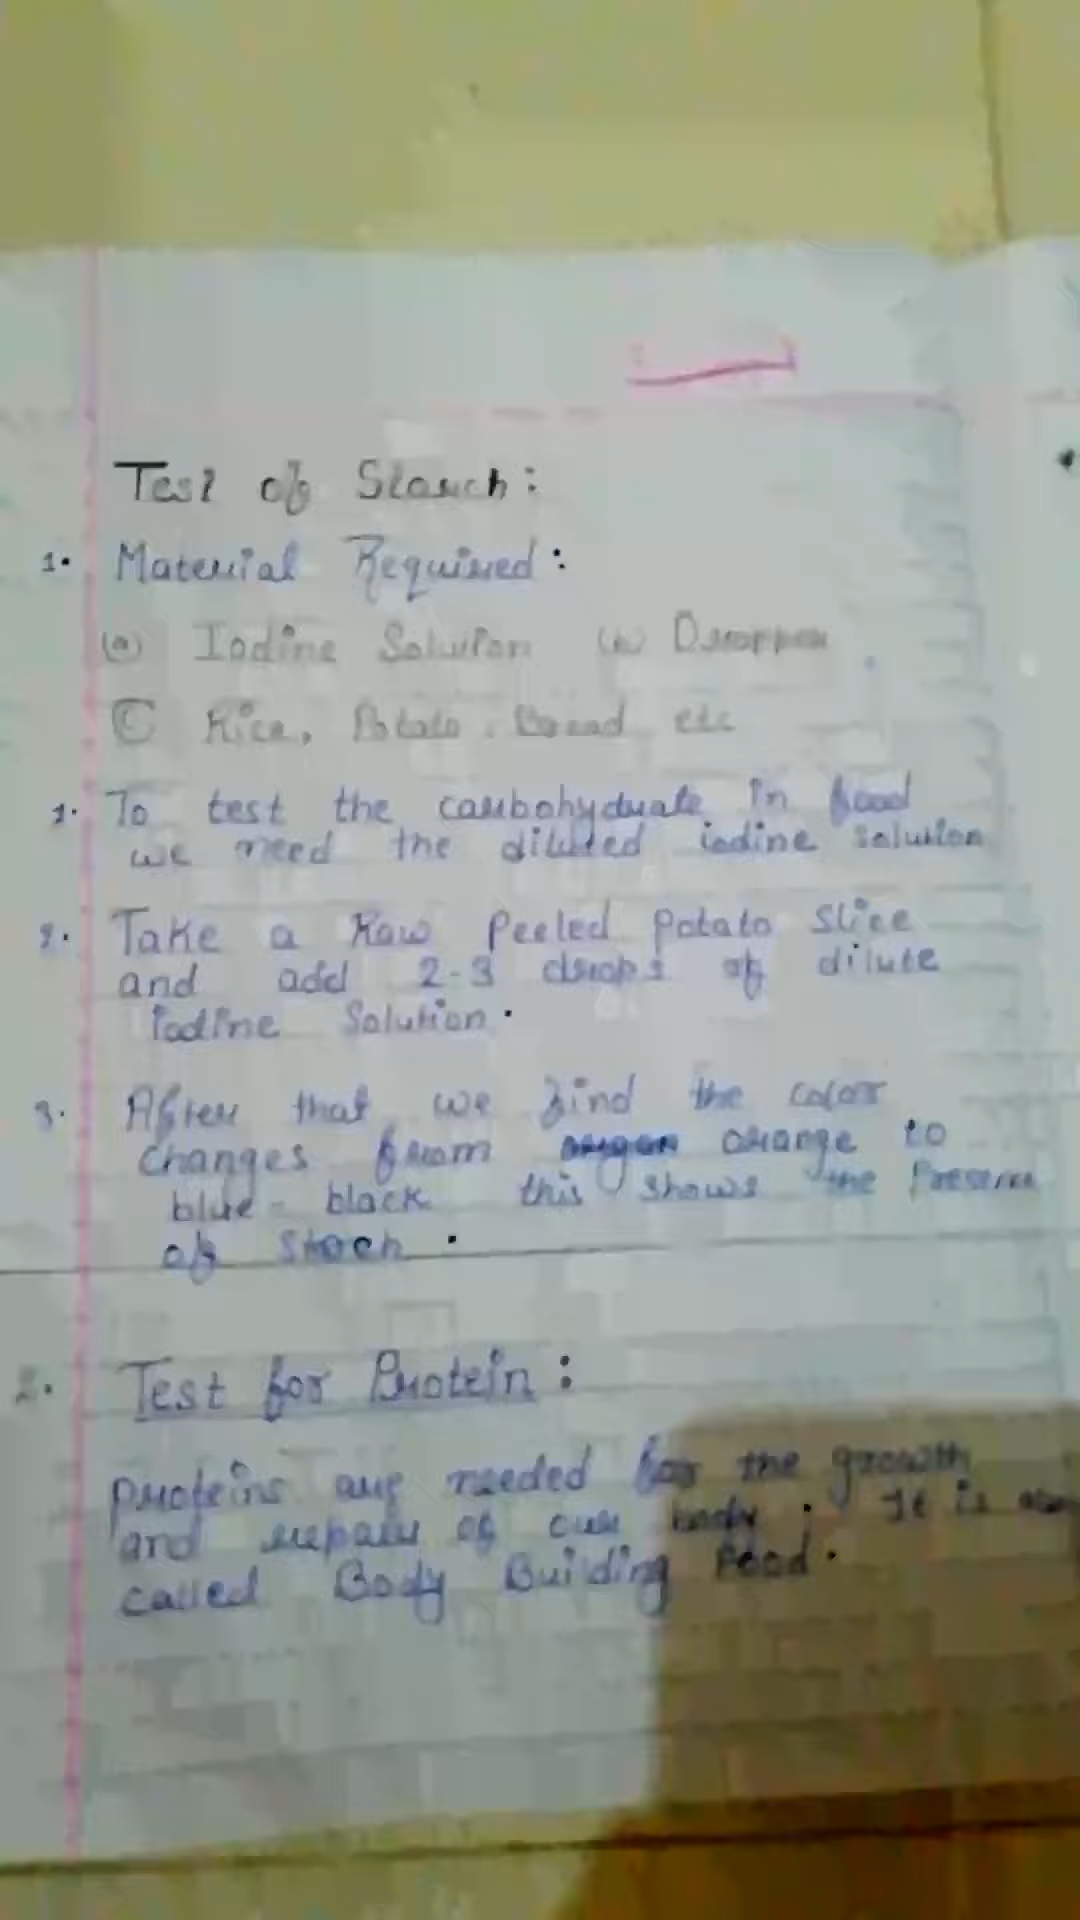 Test of Starch:
1. Material Required:
(a) Iodine Solution (b) Dropper
(C) Rice, Potato, Bread etc
1. To test the carbohydrate in food
we need the diluted iodine solution
2. Take a Raw Peeled Potato Slice
and add 2-3 drops of dilute
iodine Solution.
3. After that we find the color
changes from orange to
blue-black this shows the Presence
of Stach.
2. Test for Protein:
Proteins are needed for the growth
and repair of our body. It is
called Body Building Food.